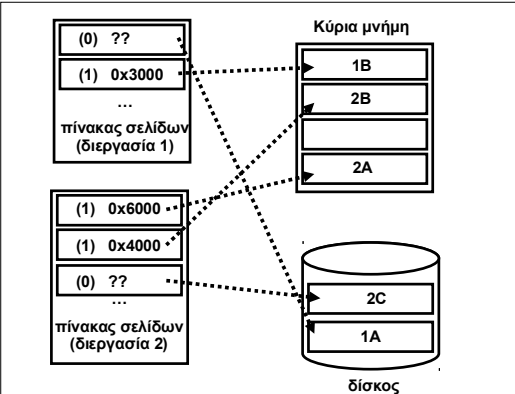 (0) ??
(1) 0x3000
...
πίνακας σελίδων
(διεργασία 1)
(1) 0x6000
(1) 0x4000
(0) ??
...
πίνακας σελίδων
(διεργασία 2)
Κύρια μνήμη
1B
2B
2A
2C
1A
δίσκος